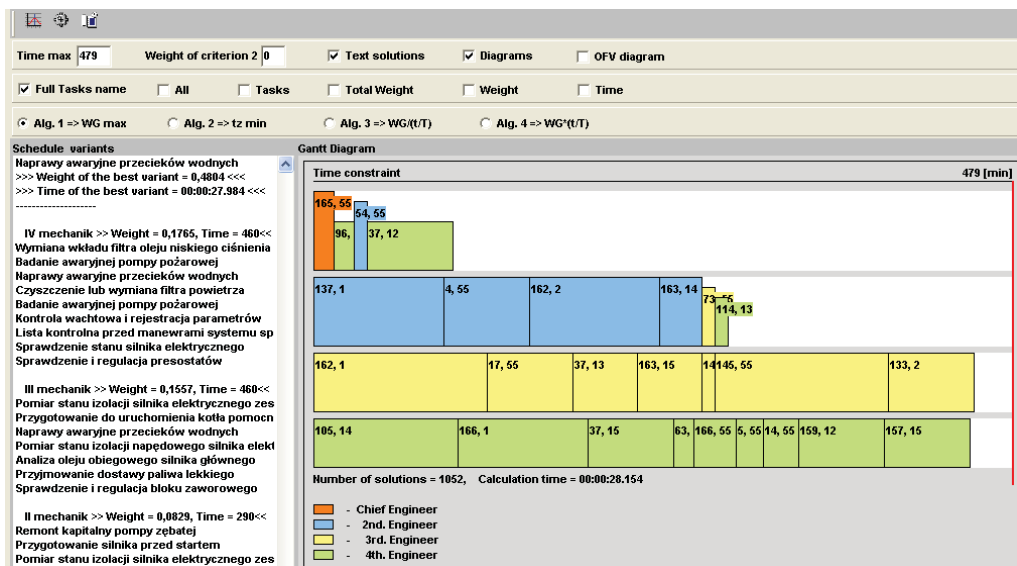 Time max 479 Weight of criterion 2 0 Text solutions Diagrams OFV diagram
Full Tasks name All Tasks Total Weight Weight Time
Alg. 1 => WG max Alg. 2 => tz min Alg. 3 => WG/(t/T) Alg. 4 => WG*(t/T)
Schedule variants
Naprawy awaryjne przecieków wodnych
>>> Weight of the best variant = 0,4804 <<<
>>> Time of the best variant = 00:00:27.984 <<<
--------------------
IV mechanik >> Weight = 0,1765, Time = 460<<
Wymiana wkładu filtra oleju niskiego ciśnienia
Badanie awaryjnej pompy pożarowej
Naprawy awaryjne przecieków wodnych
Czyszczenie lub wymiana filtra powietrza
Badanie awaryjnej pompy pożarowej
Kontrola wachtowa i rejestracja parametrów
Lista kontrolna przed manewrami systemu sp
Sprawdzenie stanu silnika elektrycznego
Sprawdzenie i regulacja presostatów
III mechanik >> Weight = 0,1557, Time = 460<<
Pomiar stanu izolacji silnika elektrycznego zes
Przygotowanie do uruchomienia kotła pomocn
Naprawy awaryjne przecieków wodnych
Pomiar stanu izolacji napędowego silnika elekt
Analiza oleju obiegowego silnika głównego
Przyjmowanie dostawy paliwa lekkiego
Sprawdzenie i regulacja bloku zaworowego
II mechanik >> Weight = 0,0829, Time = 290<<
Remont kapitalny pompy zębatej
Przygotowanie silnika przed startem
Pomiar stanu izolacji silnika elektrycznego zes
Gantt Diagram
Time constraint 479 [min]
165, 55
54, 55
96, 37, 12
137, 1 4, 55 162, 2 163, 14
114, 13
162, 1 17, 55 37, 13 163, 15 14 145, 55 133, 2
105, 14 166, 1 37, 15 63, 166, 55 5, 55 14, 55 159, 12 157, 15
Number of solutions = 1052, Calculation time = 00:00:28.154
- Chief Engineer
- 2nd. Engineer
- 3rd. Engineer
- 4th. Engineer